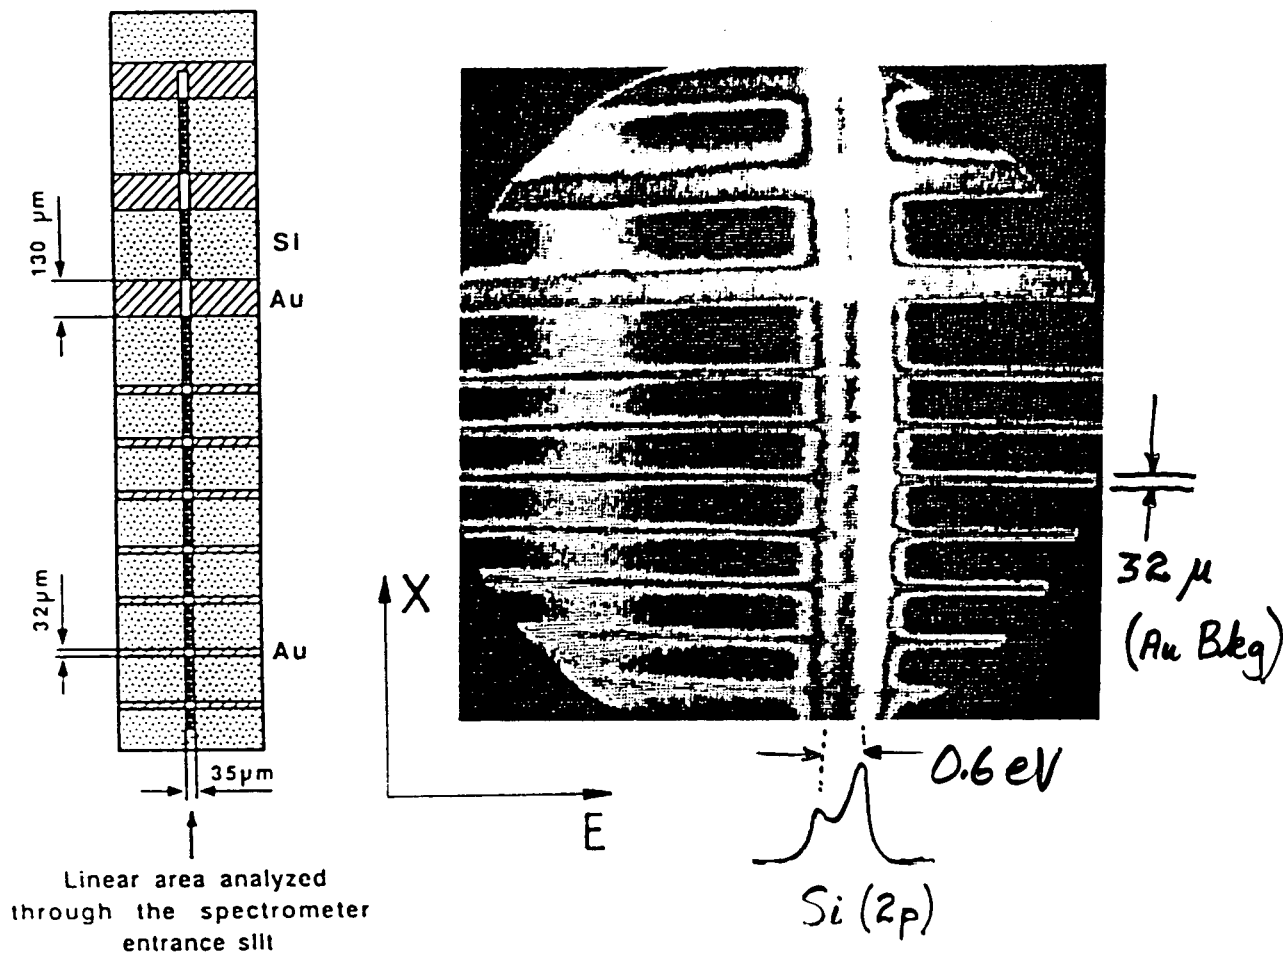 130 µm
Si
Au
32µm
Au
35µm
Linear area analyzed
through the spectrometer
entrance slit
X
E
32 µ
(Au Bkg)
0.6 eV
Si (2p)